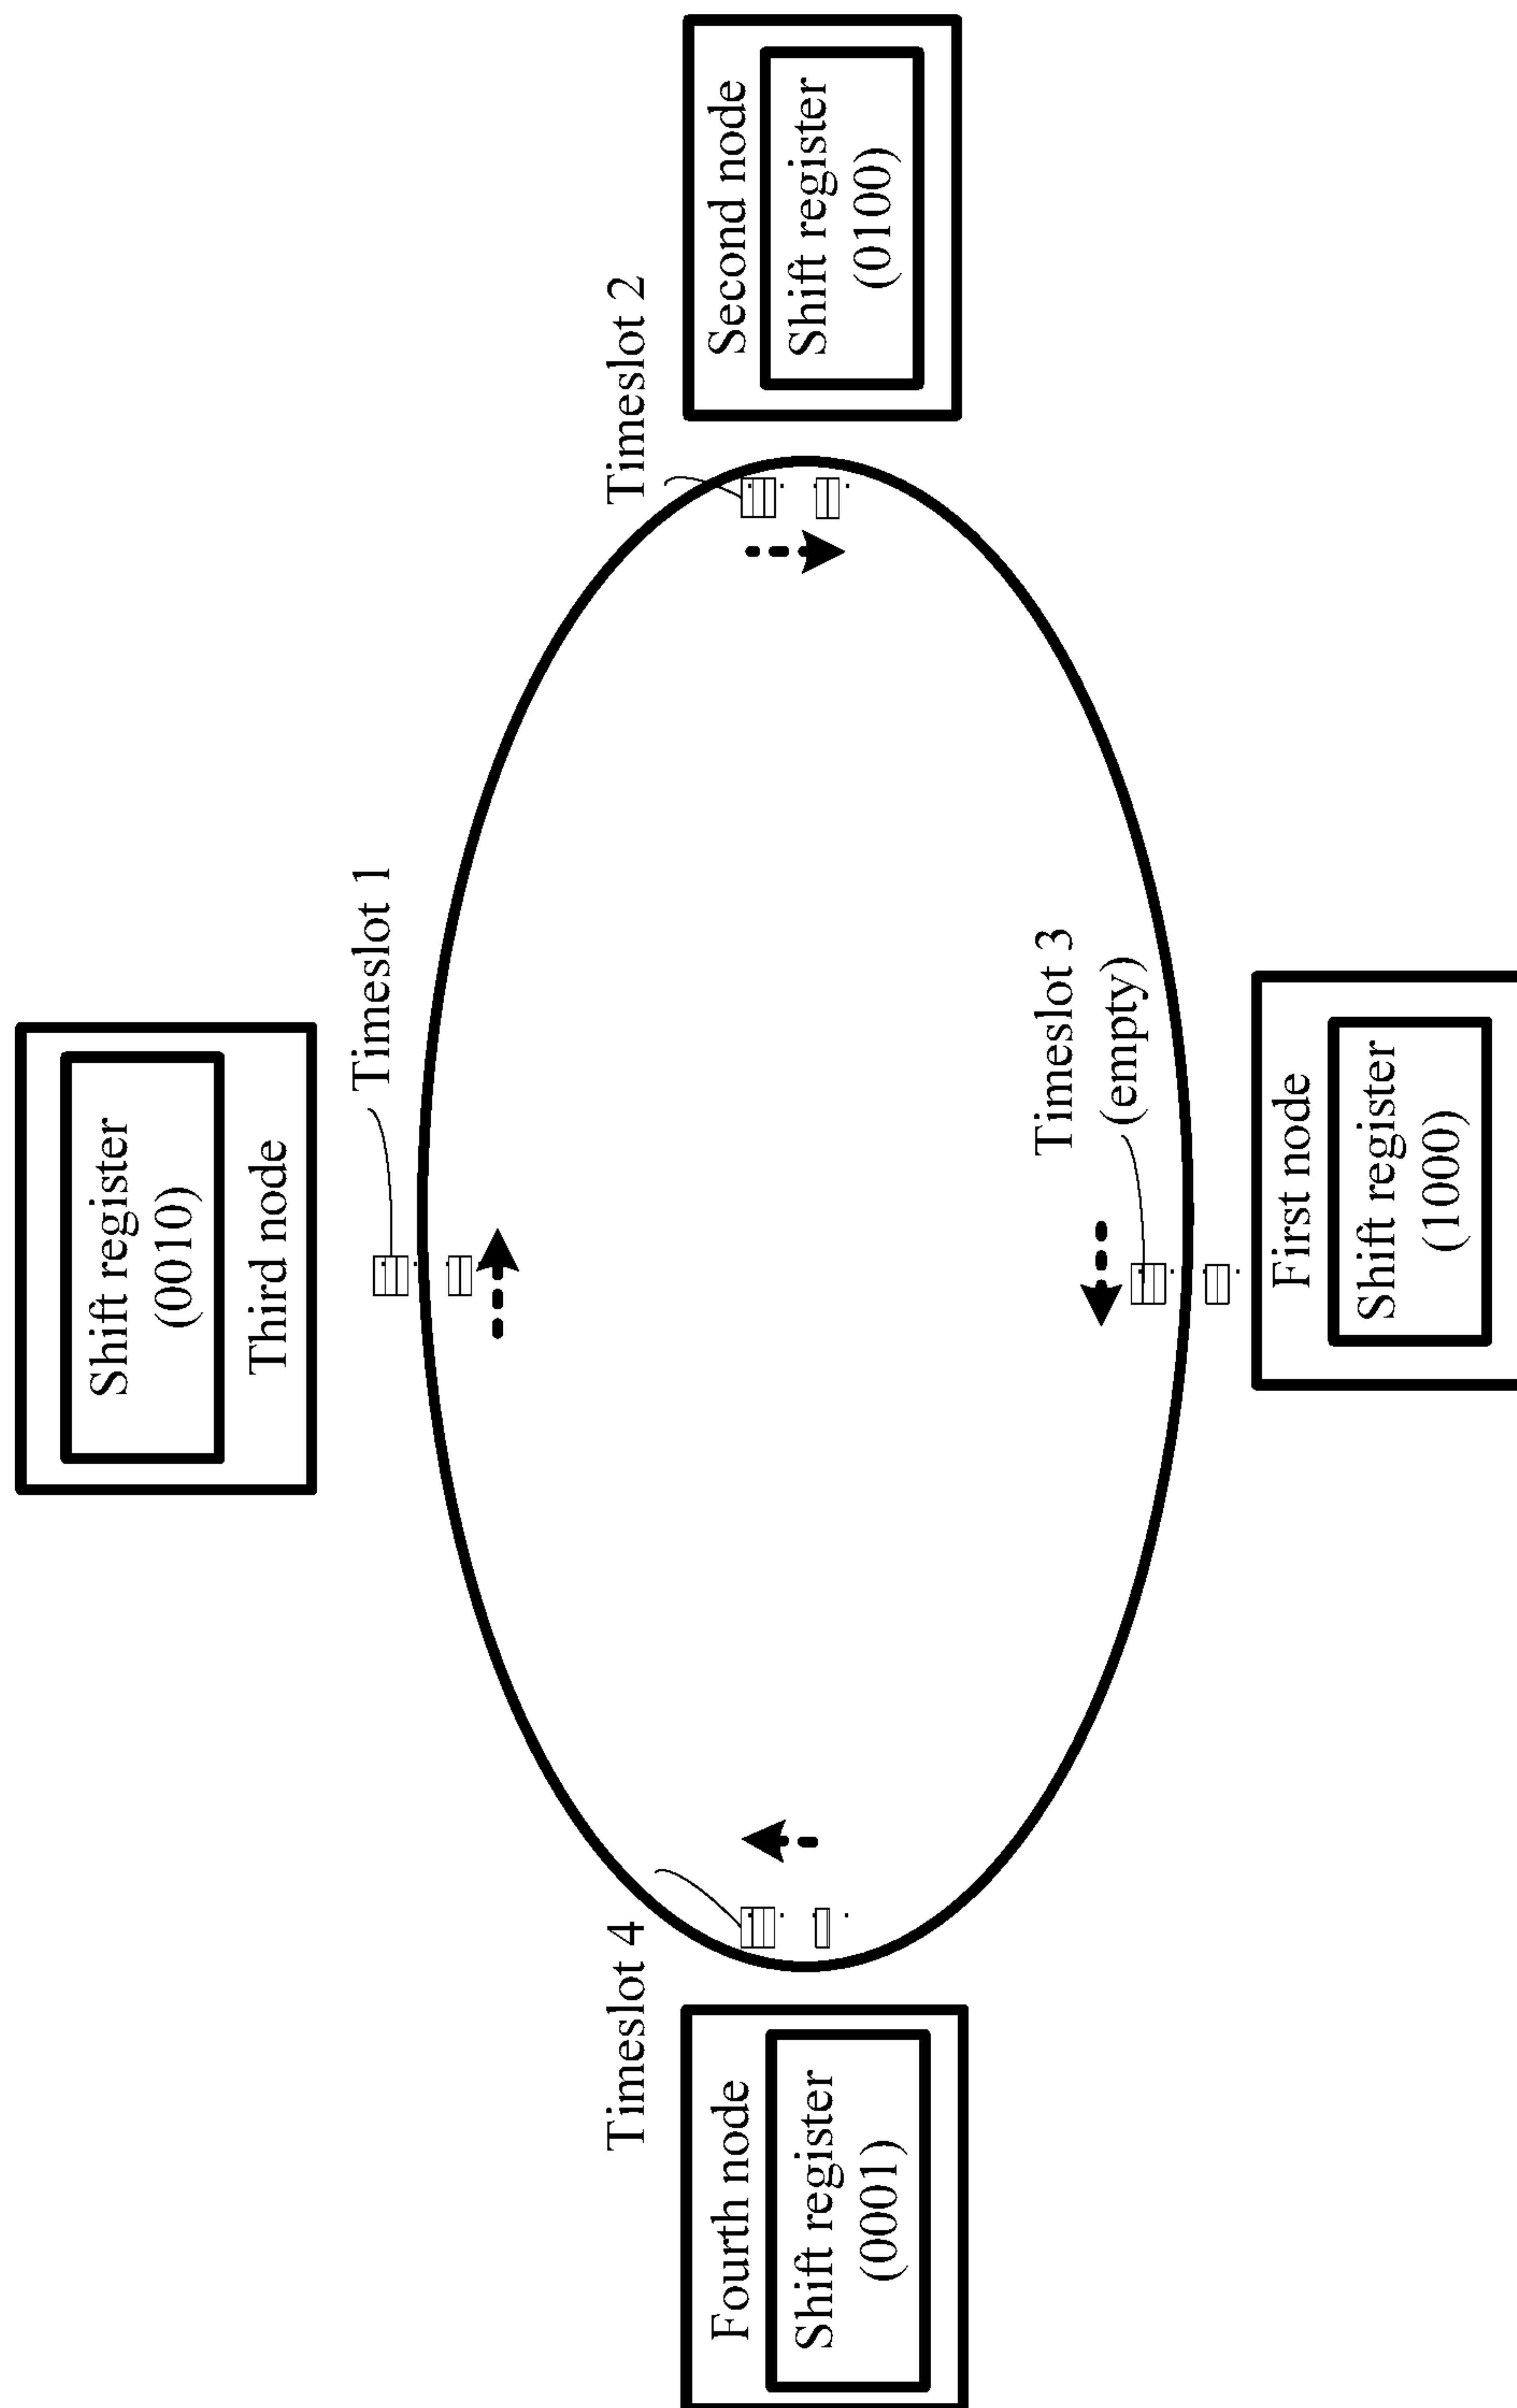 Shift register
(0010)
Third node
Timeslot 1
Timeslot 4
Timeslot 2
Fourth node
Shift register
(0001)
Second node
Shift register
(0100)
Timeslot 3
(empty)
First node
Shift register
(1000)